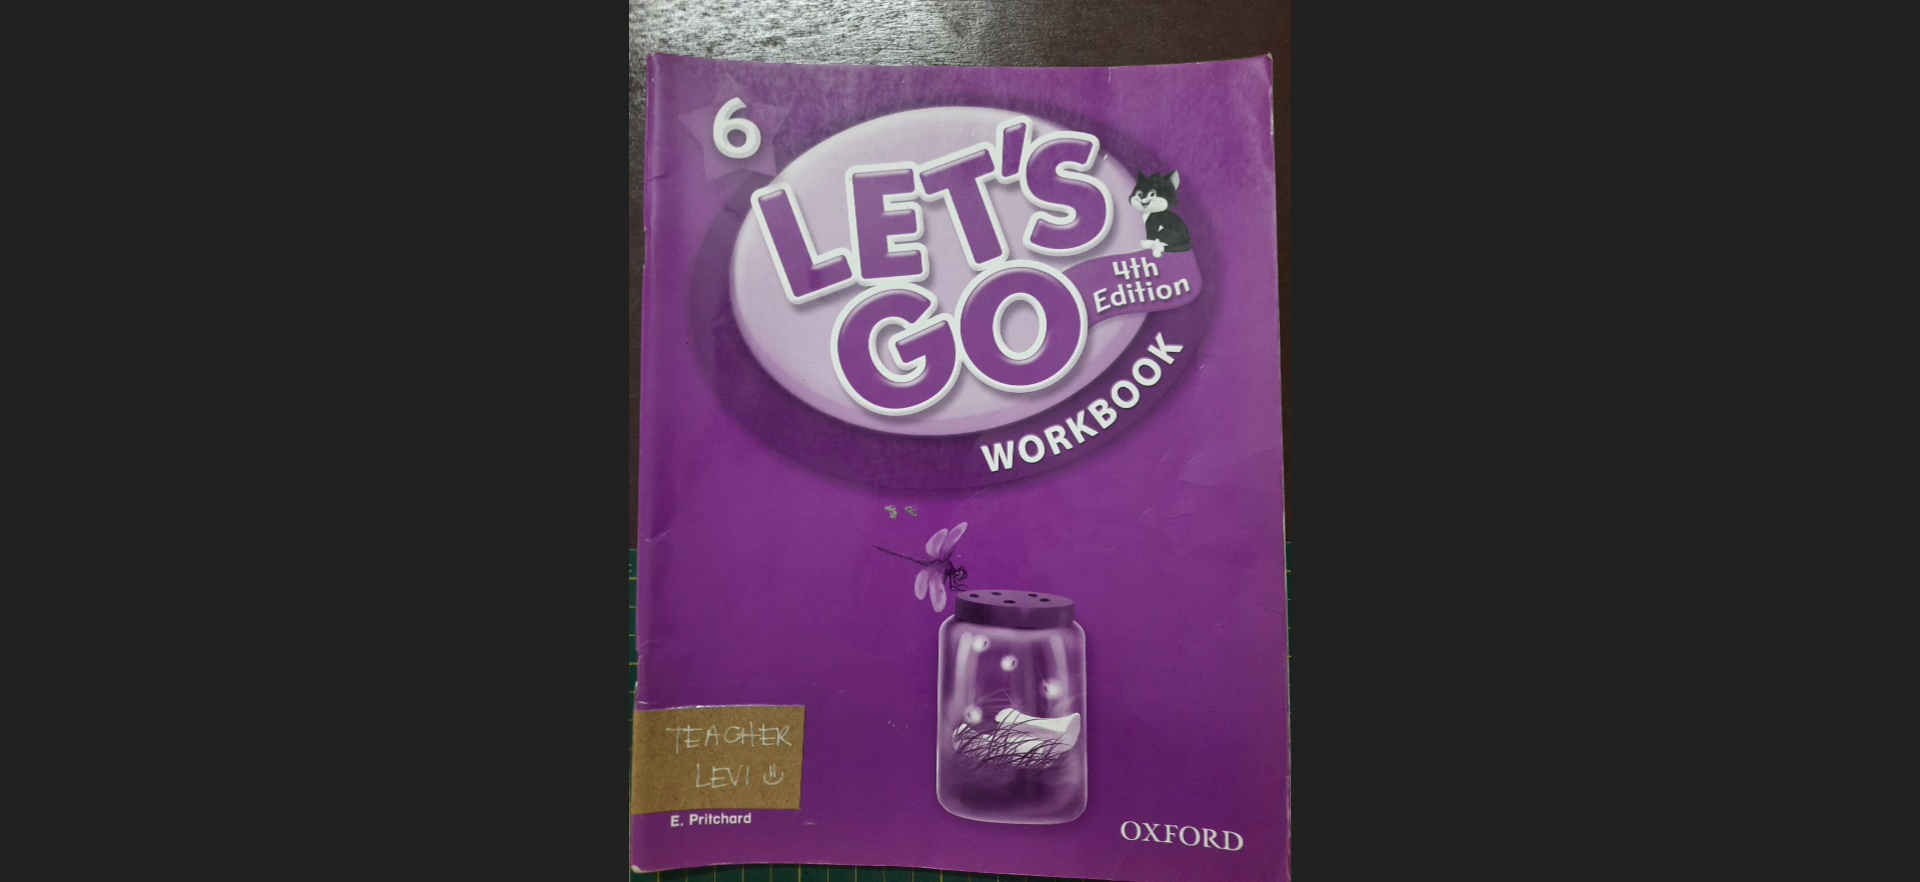 6
LET'S
GO
4th
Edition
WORKBOOK
TEACHER
LEVI
E. Pritchard
OXFORD